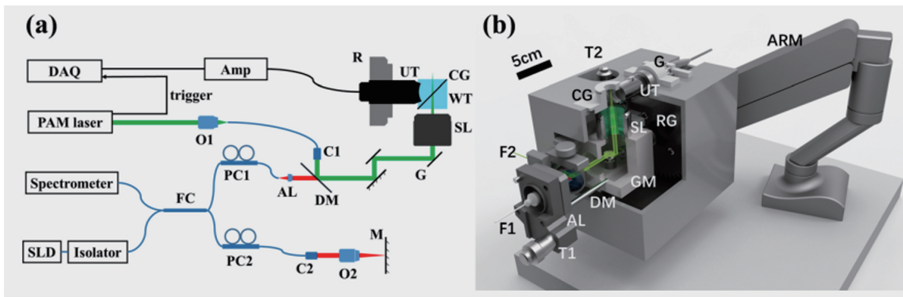 (a)
DAQ
Amp
R
UT
CG
WT
trigger
PAM laser
O1
C1
SL
PC1
AL
DM
G
Spectrometer
FC
PC2
SLD
Isolator
C2
O2
M
(b)
5cm
T2
G
ARM
CG
UT
SL
RG
F2
GM
DM
AL
F1
T1